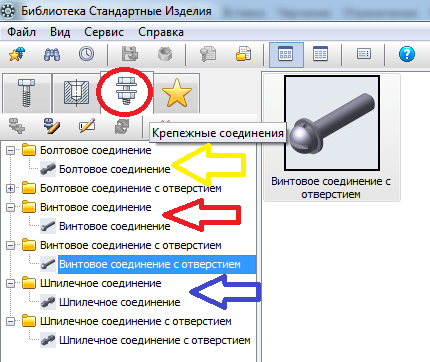 Библиотека Стандартные Изделия
Файл Вид Сервис Справка
Крепежные соединения
Болтовое соединение
Болтовое соединение
Болтовое соединение с отверстием
Винтовое соединение
Винтовое соединение
Винтовое соединение с отверстием
Винтовое соединение с отверстием
Шпилечное соединение
Шпилечное соединение
Шпилечное соединение с отверстием
Шпилечное соединение с отверстием
Винтовое соединение с
отверстием